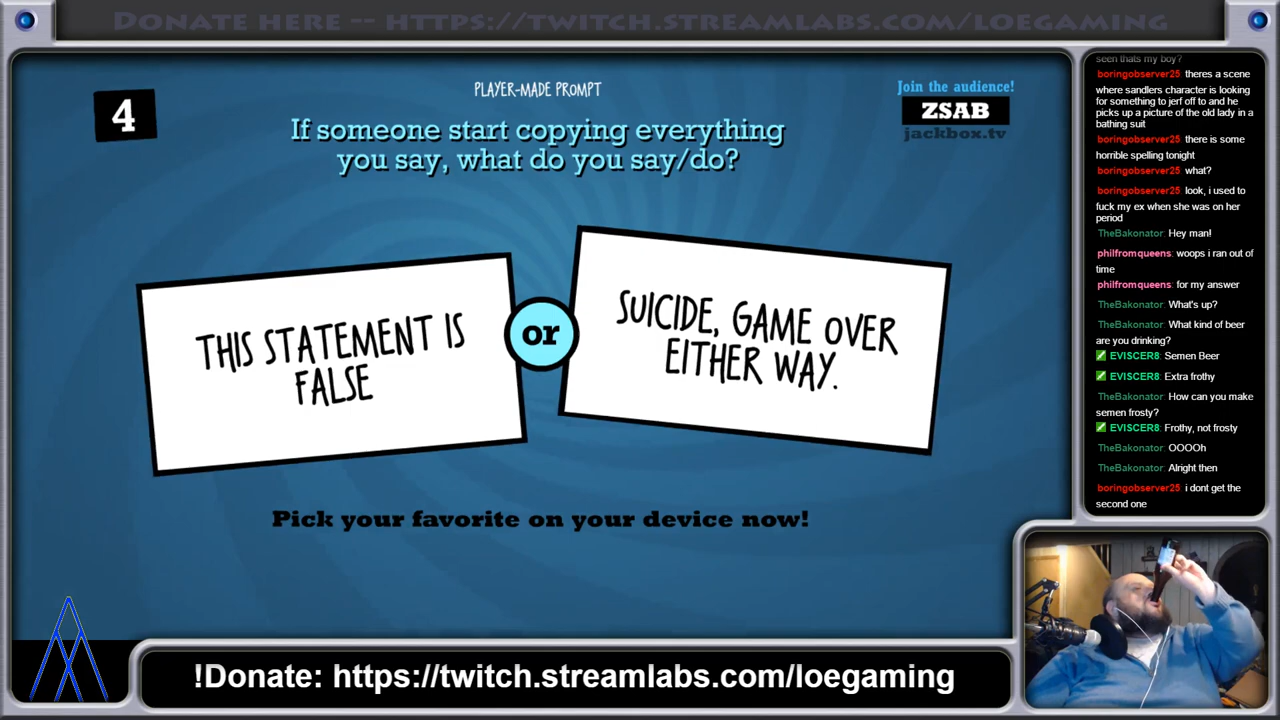 Donate here -- https://twitch.streamlabs.com/loegaming
4
PLAYER-MADE PROMPT
If someone start copying everything
you say, what do you say/do?
Join the audience!
ZSAB
jackbox.tv
THIS STATEMENT IS
FALSE
or
SUICIDE, GAME OVER
EITHER WAY.
Pick your favorite on your device now!
seen thats my boy?
boringobserver25: theres a scene
where sandlers character is looking
for something to jerf off to and he
picks up a picture of the old lady in a
bathing suit
boringobserver25: there is some
horrible spelling tonight
boringobserver25: what?
boringobserver25: look, i used to
fuck my ex when she was on her
period
TheBakonator: Hey man!
philfromqueens: woops i ran out of
time
philfromqueens: for my answer
TheBakonator: What's up?
TheBakonator: What kind of beer
are you drinking?
EVISCER8: Semen Beer
EVISCER8: Extra frothy
TheBakonator: How can you make
semen frosty?
EVISCER8: Frothy, not frosty
TheBakonator: OOOOh
TheBakonator: Alright then
boringobserver25: i dont get the
second one
!Donate: https://twitch.streamlabs.com/loegaming